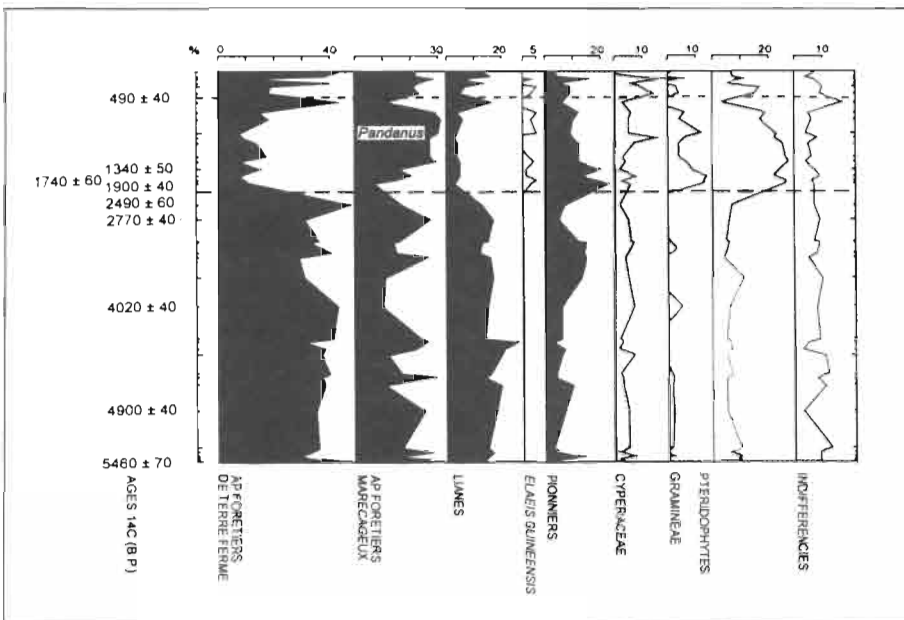 %
0 40
30
20
5
20
10
10
20
10
490 ± 40
Pandanus
1340 ± 50
1740 ± 60
1900 ± 40
2490 ± 60
2770 ± 40
4020 ± 40
4900 ± 40
5460 ± 70
AGES 14C (B P)
AP FORETIERS
DE TERRE FERME
AP FORETIERS
MARECAGEUX
LIANES
ELAEIS GUINEENSIS
PIONNIERS
CYPERACEAE
GRAMINEAE
PTERIDOPHYTES
INDIFFERENCIES